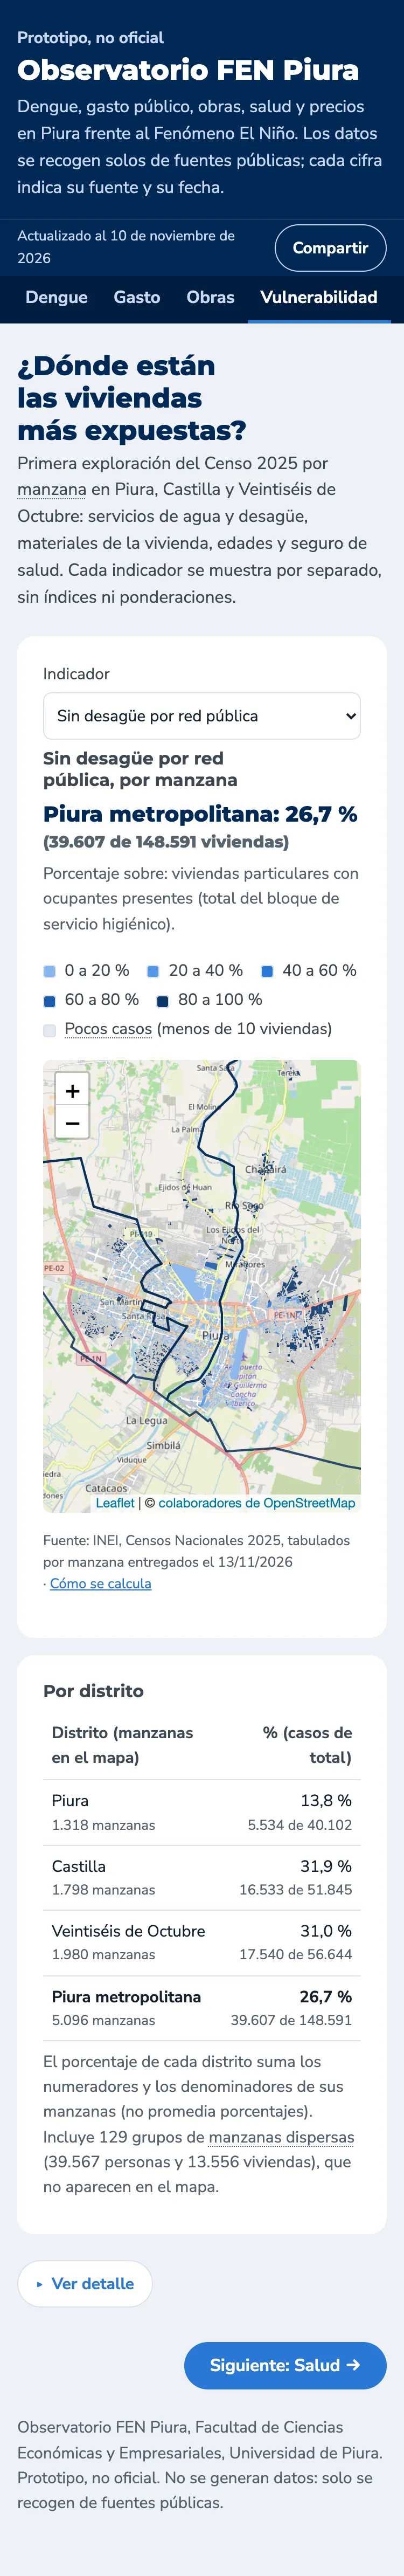 Prototipo, no oficial
Observatorio FEN Piura
Dengue, gasto público, obras, salud y precios
en Piura frente al Fenómeno El Niño. Los datos
se recogen solos de fuentes públicas; cada cifra
indica su fuente y su fecha.
Actualizado al 10 de noviembre de
2026
Compartir
Dengue Gasto Obras Vulnerabilidad
¿Dónde están
las viviendas
más expuestas?
Primera exploración del Censo 2025 por
manzana en Piura, Castilla y Veintiséis de
Octubre: servicios de agua y desagüe,
materiales de la vivienda, edades y seguro de
salud. Cada indicador se muestra por separado,
sin índices ni ponderaciones.
Indicador
Sin desagüe por red pública
Sin desagüe por red
pública, por manzana
Piura metropolitana: 26,7 %
(39.607 de 148.591 viviendas)
Porcentaje sobre: viviendas particulares con
ocupantes presentes (total del bloque de
servicio higiénico).
0 a 20 % 20 a 40 % 40 a 60 %
60 a 80 % 80 a 100 %
Pocos casos (menos de 10 viviendas)
+
−
El Molino
La Palma
Ejidos de Huan
Los Ejidos del
PE-02
San Martín
Piura
PE-1N
PE-1N
La Legua
Simbilá
Viduque
Catacaos
Leaflet | © colaboradores de OpenStreetMap
Fuente: INEI, Censos Nacionales 2025, tabulados
por manzana entregados el 13/11/2026
· Cómo se calcula
Por distrito
Distrito (manzanas
en el mapa)
% (casos de
total)
Piura 13,8 %
1.318 manzanas 5.534 de 40.102
Castilla 31,9 %
1.798 manzanas 16.533 de 51.845
Veintiséis de Octubre 31,0 %
1.980 manzanas 17.540 de 56.644
Piura metropolitana 26,7 %
5.096 manzanas 39.607 de 148.591
El porcentaje de cada distrito suma los
numeradores y los denominadores de sus
manzanas (no promedia porcentajes).
Incluye 129 grupos de manzanas dispersas
(39.567 personas y 13.556 viviendas), que
no aparecen en el mapa.
▸ Ver detalle
Siguiente: Salud →
Observatorio FEN Piura, Facultad de Ciencias
Económicas y Empresariales, Universidad de Piura.
Prototipo, no oficial. No se generan datos: solo se
recogen de fuentes públicas.